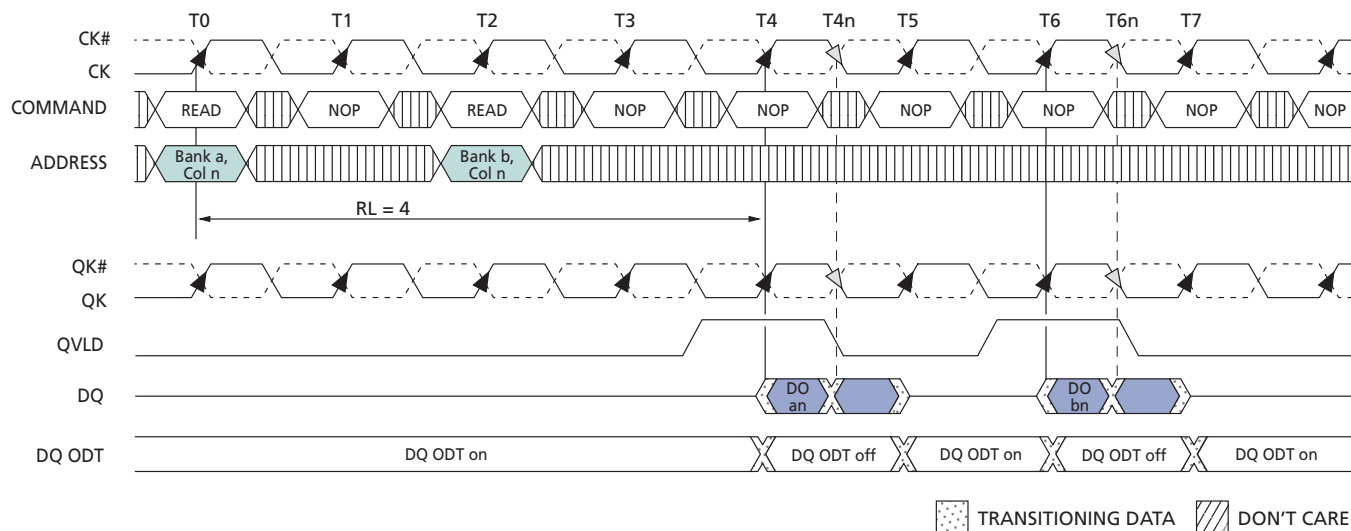 T0 T1 T2 T3 T4 T4n T5 T6 T6n T7
CK#
CK
COMMAND READ NOP READ NOP NOP NOP NOP NOP NOP
ADDRESS Bank a, Col n Bank b, Col n
RL = 4
QK#
QK
QVLD
DQ DO an DO bn
DQ ODT DQ ODT on DQ ODT off DQ ODT on DQ ODT off DQ ODT on
TRANSITIONING DATA DON'T CARE